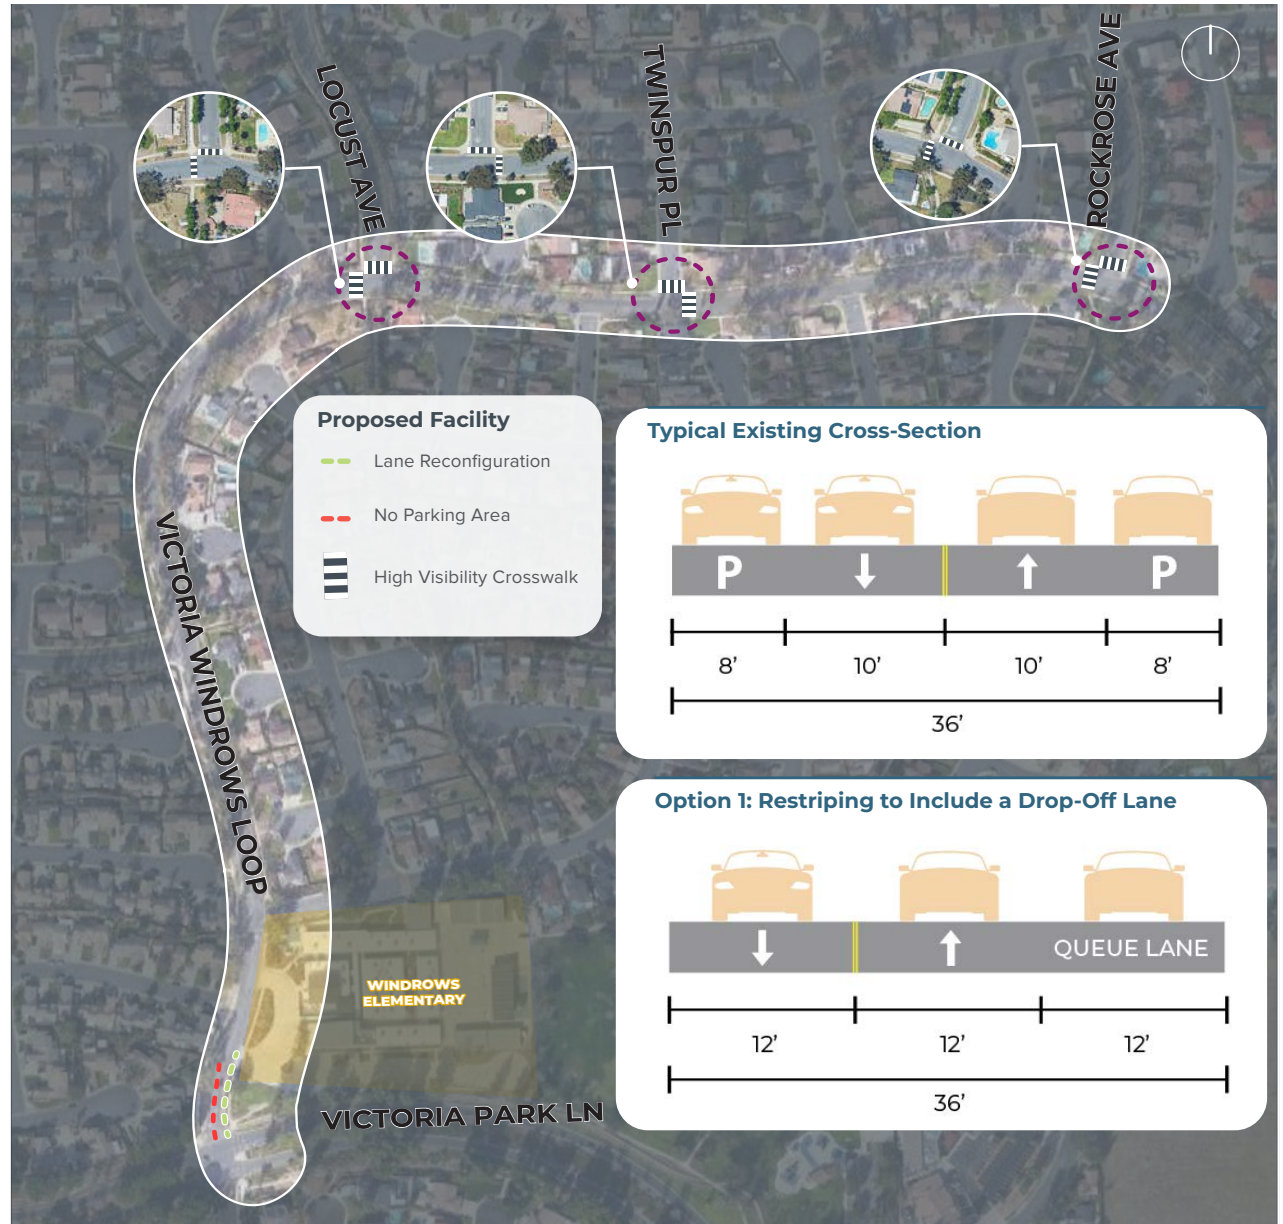 LOCUST AVE
TWINSPUR PL
ROCKROSE AVE
Proposed Facility
Lane Reconfiguration
No Parking Area
High Visibility Crosswalk
VICTORIA WINDROWS LOOP
Typical Existing Cross-Section
P
P
8’ 10’ 10’ 8’
36’
Option 1: Restriping to Include a Drop-Off Lane
QUEUE LANE
12’ 12’ 12’
36’
WINDROWS
ELEMENTARY
VICTORIA PARK LN